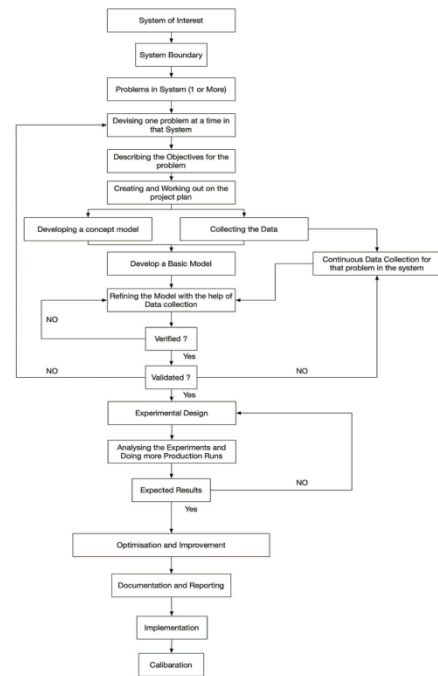 System of Interest
System Boundary
Problems in System (1 or More)
Devising one problem at a time in
that System
Describing the Objectives for the
problem
Creating and Working out on the
project plan
Developing a concept model
Collecting the Data
Develop a Basic Model
Continuous Data Collection for
that problem in the system
Refining the Model with the help of
Data collection
NO
Verified ?
Yes
NO
Validated ?
NO
Yes
Experimental Design
Analysing the Experiments and
Doing more Production Runs
Expected Results
NO
Yes
Optimisation and Improvement
Documentation and Reporting
Implementation
Calibaration